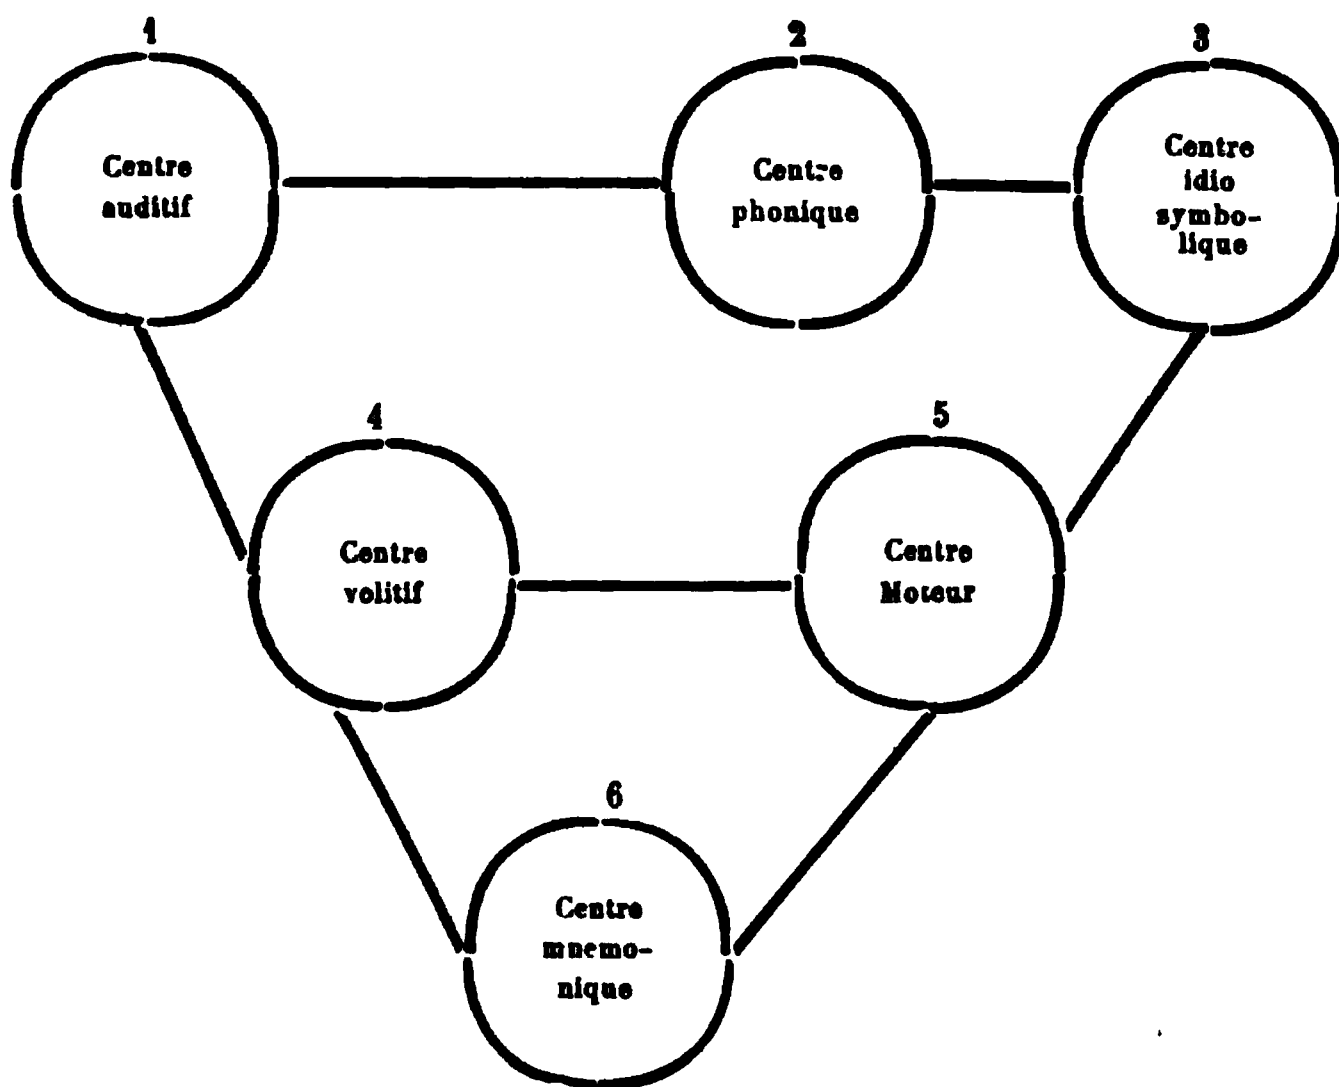 1
Centre
auditif
2
Centre
phonique
3
Centre
idio
symbo-
lique
4
Centre
volitif
5
Centre
Moteur
6
Centre
mnemo-
nique